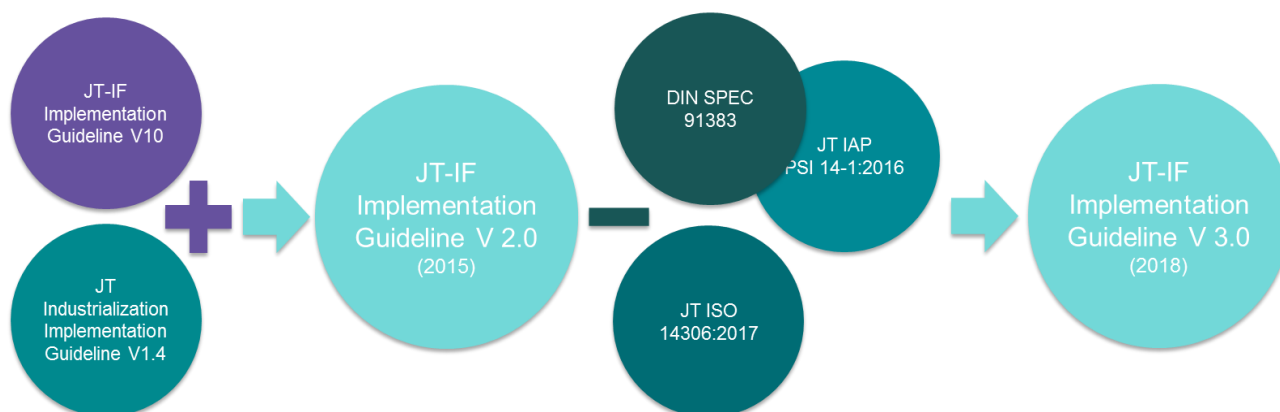 JT-IF
Implementation
Guideline V10
JT
Industrialization
Implementation
Guideline V1.4
JT-IF
Implementation
Guideline V 2.0
(2015)
DIN SPEC
91383
JT IAP
PSI 14-1:2016
JT ISO
14306:2017
JT-IF
Implementation
Guideline V 3.0
(2018)